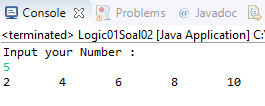 Console Problems @ Javadoc
<terminated> Logic01Soal02 [Java Application] C:
Input your Number :
5
2 4 6 8 10